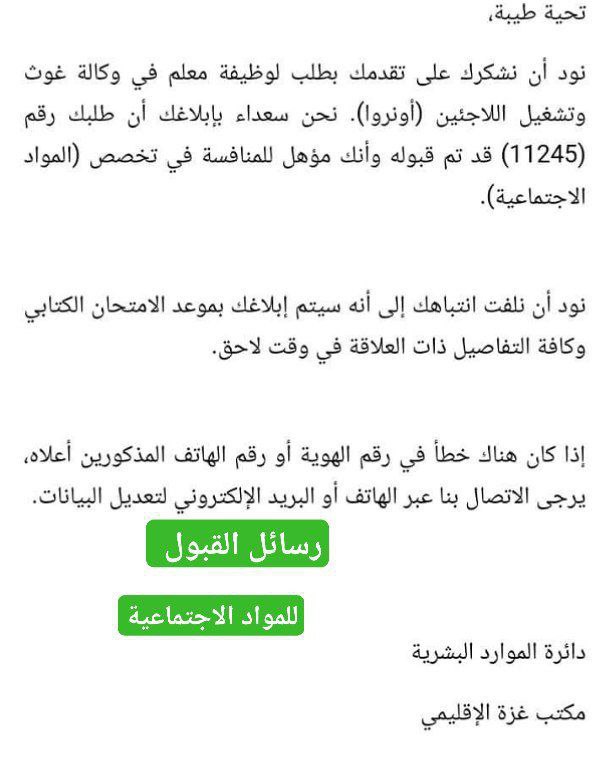 تحية طيبة،
نود أن نشكرك على تقدمك بطلب لوظيفة معلم في وكالة غوث
وتشغيل اللاجئين (أونروا). نحن سعداء بإبلاغك أن طلبك رقم
(11245) قد تم قبوله وأنك مؤهل للمنافسة في تخصص (المواد
الاجتماعية).
نود أن نلفت انتباهك إلى أنه سيتم إبلاغك بموعد الامتحان الكتابي
وكافة التفاصيل ذات العلاقة في وقت لاحق.
إذا كان هناك خطأ في رقم الهوية أو رقم الهاتف المذكورين أعلاه،
يرجى الاتصال بنا عبر الهاتف أو البريد الإلكتروني لتعديل البيانات.
رسائل القبول
للمواد الاجتماعية
دائرة الموارد البشرية
مكتب غزة الإقليمي